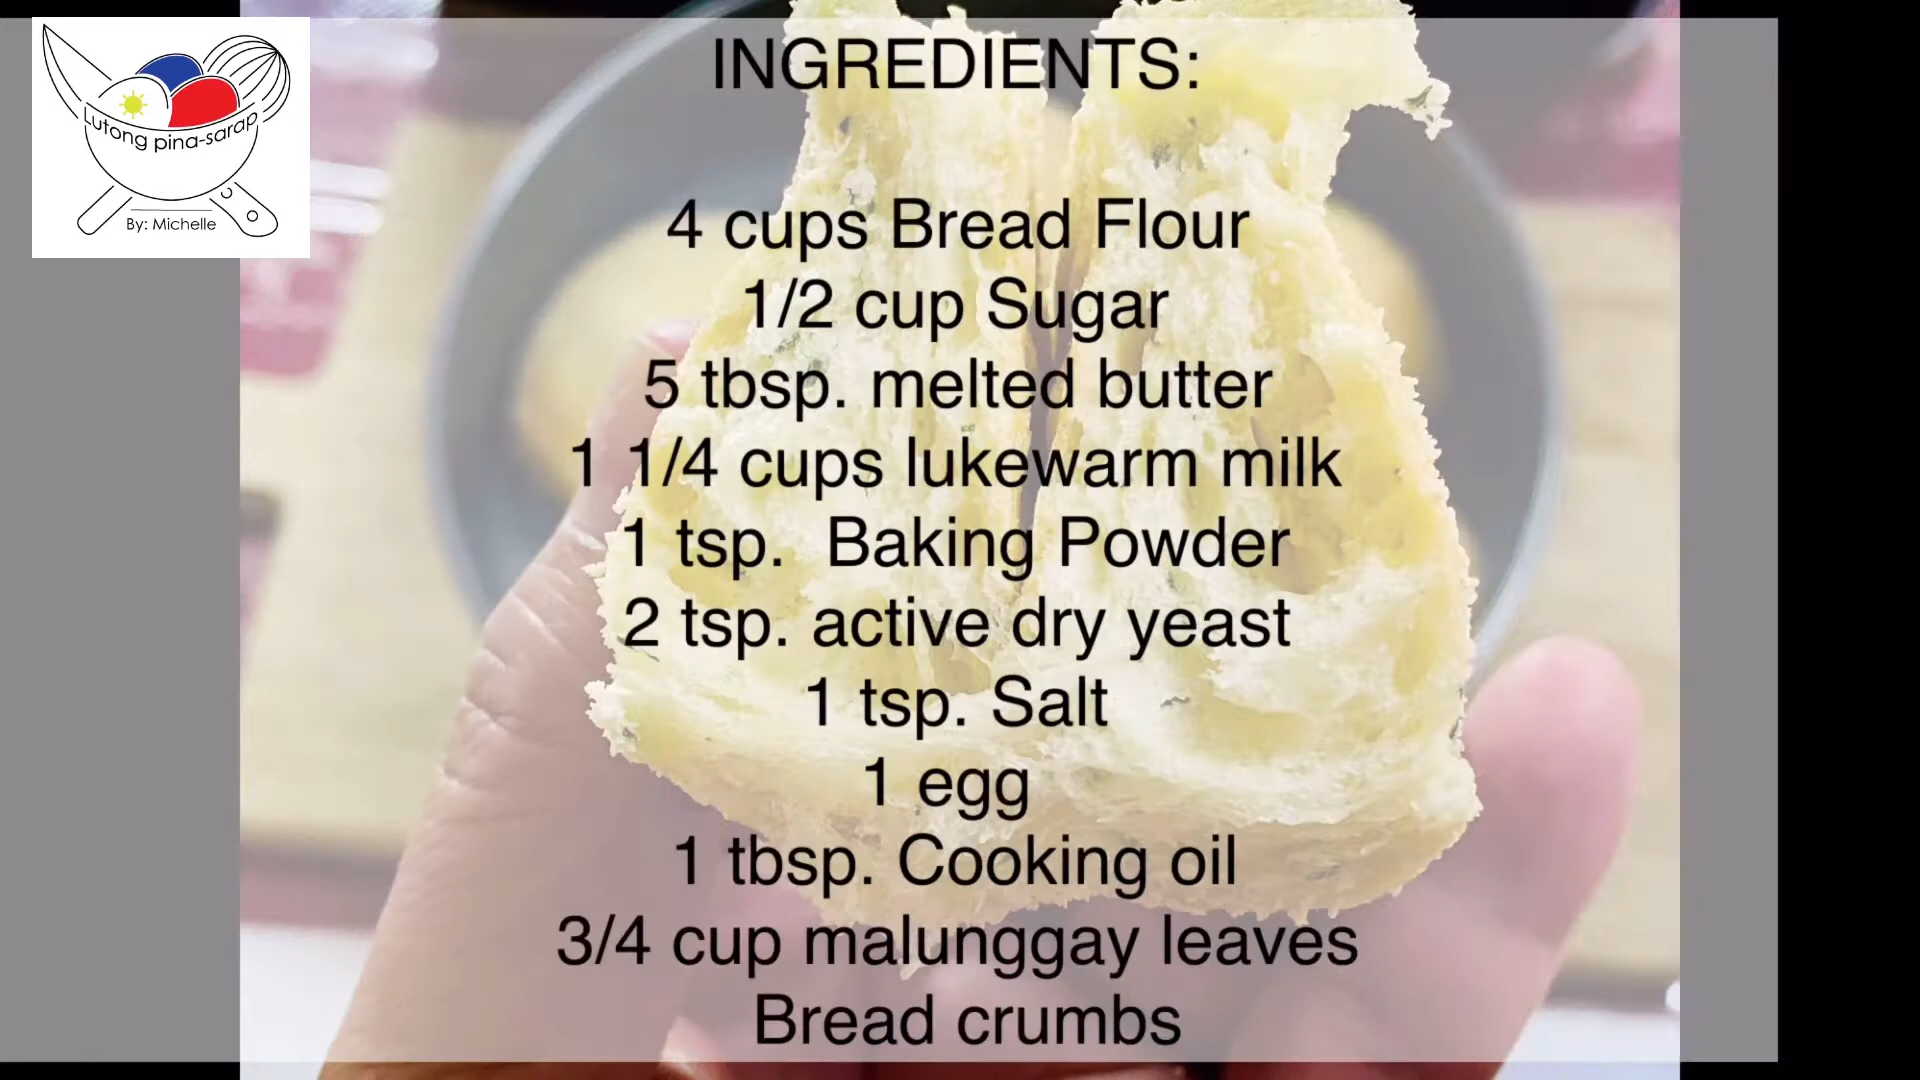 Lutong pina-sarap
By: Michelle
INGREDIENTS:
4 cups Bread Flour
1/2 cup Sugar
5 tbsp. melted butter
1 1/4 cups lukewarm milk
1 tsp. Baking Powder
2 tsp. active dry yeast
1 tsp. Salt
1 egg
1 tbsp. Cooking oil
3/4 cup malunggay leaves
Bread crumbs